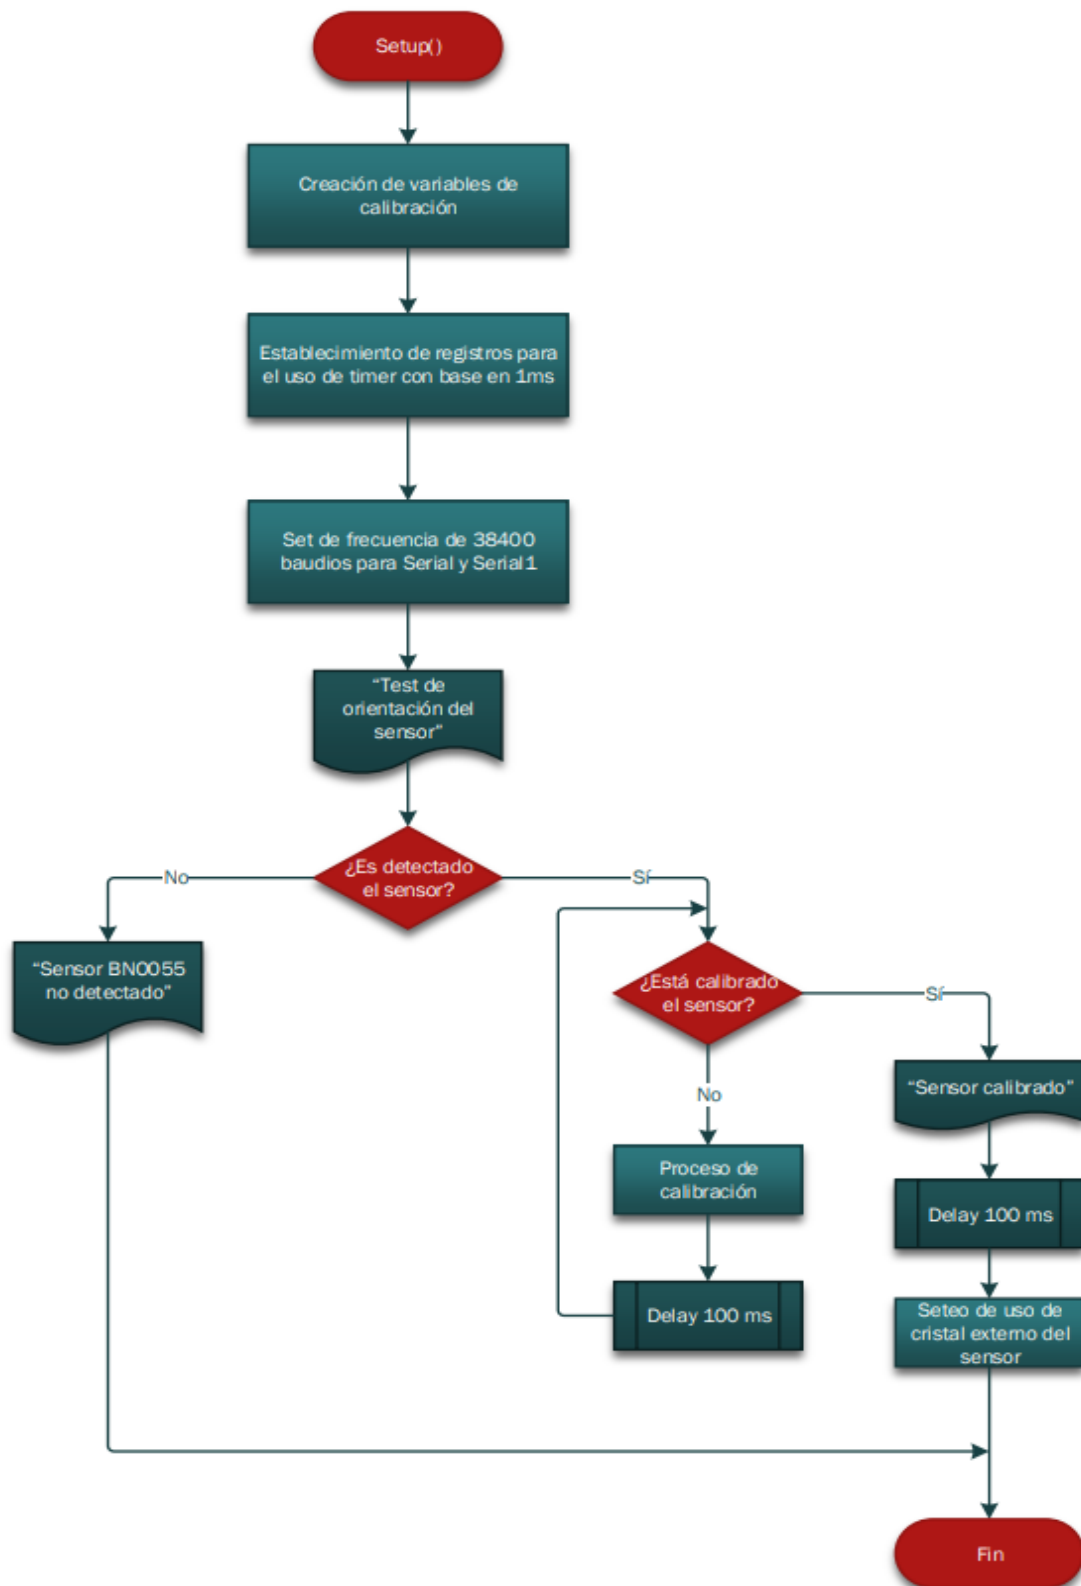 Setup()
Creación de variables de
calibración
Establecimiento de registros para
el uso de timer con base en 1ms
Set de frecuencia de 38400
baudios para Serial y Serial1
“Test de
orientación del
sensor”
¿Es detectado
el sensor?
No
Sí
“Sensor BNO055
no detectado”
¿Está calibrado
el sensor?
Sí
No
“Sensor calibrado”
Proceso de
calibración
Delay 100 ms
Delay 100 ms
Seteo de uso de
cristal externo del
sensor
Fin